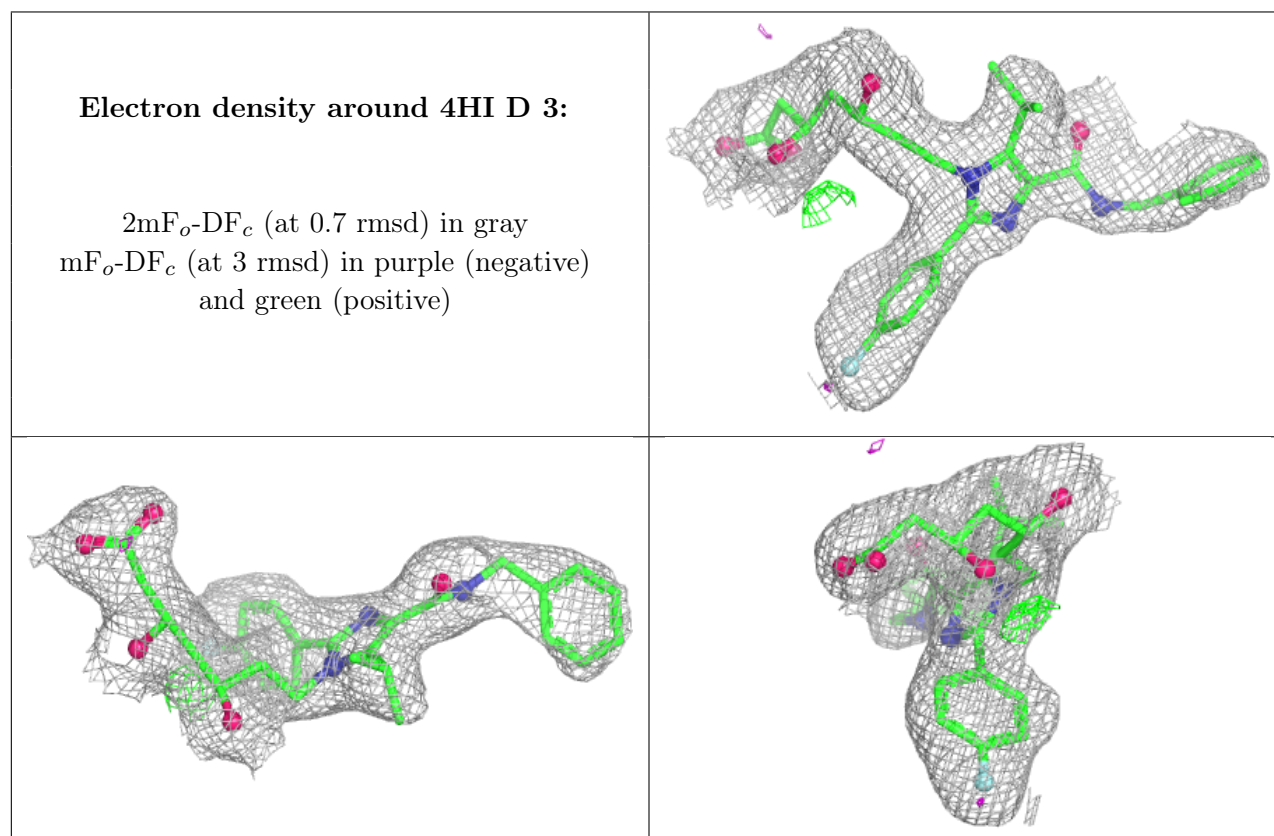 Electron density around 4HI D 3:
2mFo-DFc (at 0.7 rmsd) in gray
mFo-DFc (at 3 rmsd) in purple (negative)
and green (positive)